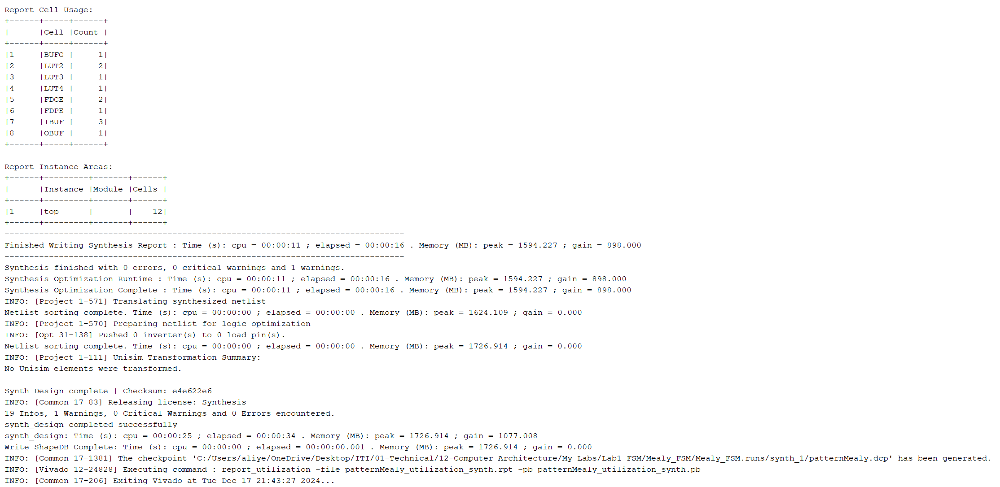 Report Cell Usage:
+------+-----+------+
|      |Cell |Count |
+------+-----+------+
|1     |BUFG |     1|
|2     |LUT2 |     2|
|3     |LUT3 |     1|
|4     |LUT4 |     1|
|5     |FDCE |     2|
|6     |FDPE |     1|
|7     |IBUF |     3|
|8     |OBUF |     1|
+------+-----+------+
Report Instance Areas:
+------+---------+-------+------+
|      |Instance |Module |Cells |
+------+---------+-------+------+
|1     |top      |       |    12|
+------+---------+-------+------+
---------------------------------------------------------------------------------
Finished Writing Synthesis Report : Time (s): cpu = 00:00:11 ; elapsed = 00:00:16 . Memory (MB): peak = 1594.227 ; gain = 898.000
---------------------------------------------------------------------------------
Synthesis finished with 0 errors, 0 critical warnings and 1 warnings.
Synthesis Optimization Runtime : Time (s): cpu = 00:00:11 ; elapsed = 00:00:16 . Memory (MB): peak = 1594.227 ; gain = 898.000
Synthesis Optimization Complete : Time (s): cpu = 00:00:11 ; elapsed = 00:00:16 . Memory (MB): peak = 1594.227 ; gain = 898.000
INFO: [Project 1-571] Translating synthesized netlist
Netlist sorting complete. Time (s): cpu = 00:00:00 ; elapsed = 00:00:00 . Memory (MB): peak = 1624.109 ; gain = 0.000
INFO: [Project 1-570] Preparing netlist for logic optimization
INFO: [Opt 31-138] Pushed 0 inverter(s) to 0 load pin(s).
Netlist sorting complete. Time (s): cpu = 00:00:00 ; elapsed = 00:00:00 . Memory (MB): peak = 1726.914 ; gain = 0.000
INFO: [Project 1-111] Unisim Transformation Summary:
No Unisim elements were transformed.
Synth Design complete | Checksum: e4e622e6
INFO: [Common 17-83] Releasing license: Synthesis
19 Infos, 1 Warnings, 0 Critical Warnings and 0 Errors encountered.
synth_design completed successfully
synth_design: Time (s): cpu = 00:00:25 ; elapsed = 00:00:34 . Memory (MB): peak = 1726.914 ; gain = 1077.008
Write ShapeDB Complete: Time (s): cpu = 00:00:00 ; elapsed = 00:00:00.001 . Memory (MB): peak = 1726.914 ; gain = 0.000
INFO: [Common 17-1381] The checkpoint 'C:/Users/aliye/OneDrive/Desktop/ITI/01-Technical/12-Computer Architecture/My Labs/Lab1 FSM/Mealy_FSM/Mealy_FSM.runs/synth_1/patternMealy.dcp' has been generated.
INFO: [Vivado 12-24828] Executing command : report_utilization -file patternMealy_utilization_synth.rpt -pb patternMealy_utilization_synth.pb
INFO: [Common 17-206] Exiting Vivado at Tue Dec 17 21:43:27 2024...